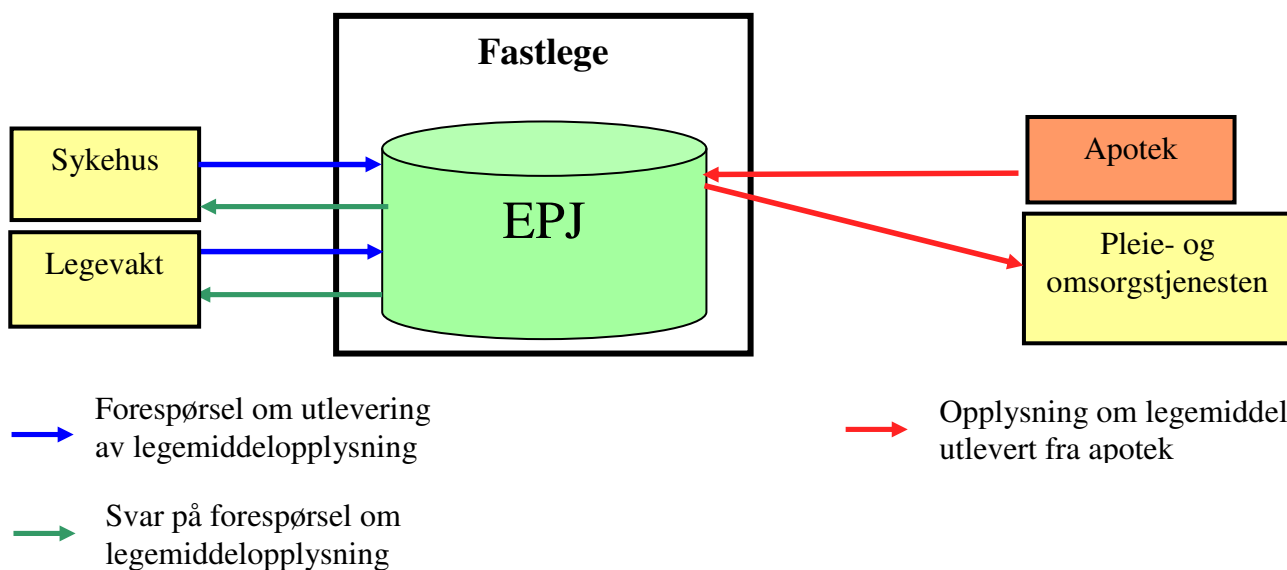 Fastlege
Sykehus
Legevakt
EPJ
Apotek
Pleie- og
omsorgstjenesten
Forespørsel om utlevering
av legemiddelopplysning
Svar på forespørsel om
legemiddelopplysning
Opplysning om legemiddel
utlevert fra apotek